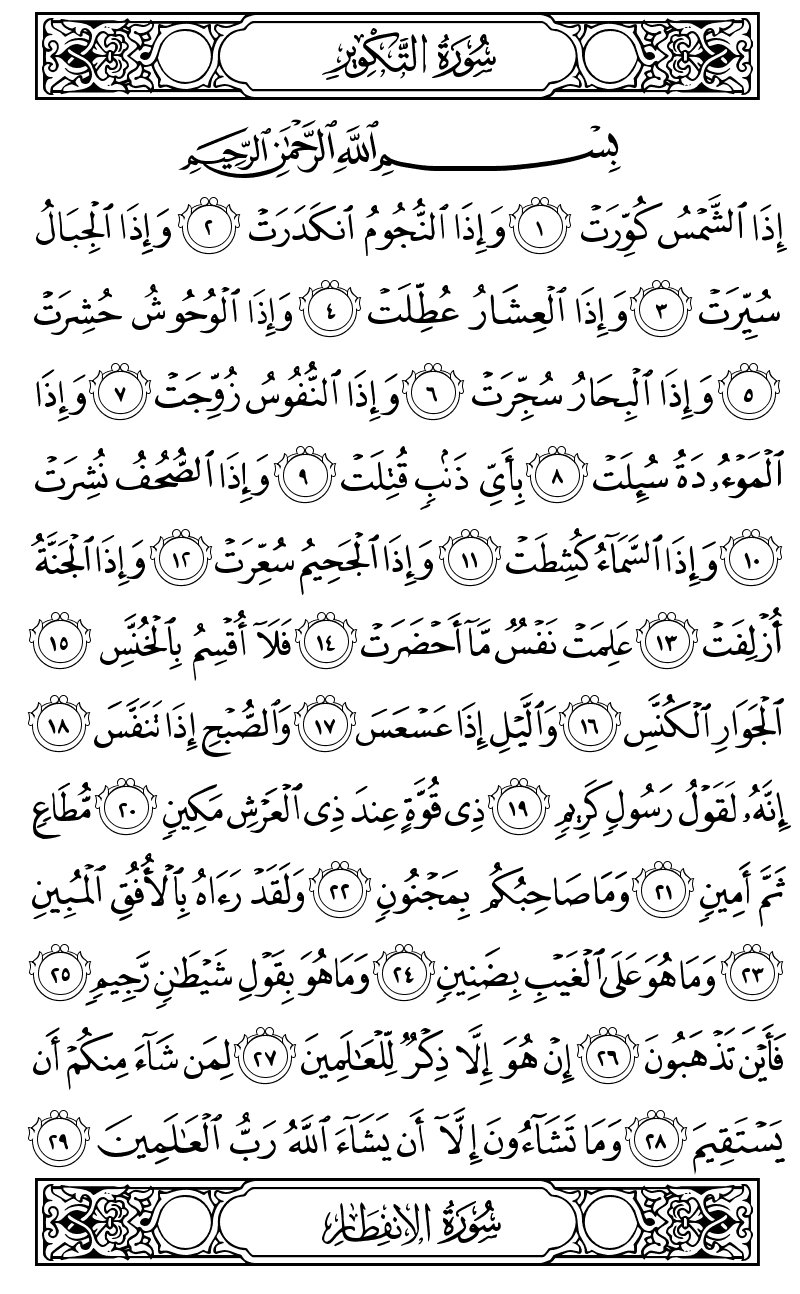 سُورَةُ التَّكْوِيرِ
بِسْمِ ٱللَّهِ ٱلرَّحْمَٰنِ ٱلرَّحِيمِ
إِذَا ٱلشَّمْسُ كُوِّرَتْ ١ وَإِذَا ٱلنُّجُومُ ٱنكَدَرَتْ ٢ وَإِذَا ٱلْجِبَالُ
سُيِّرَتْ ٣ وَإِذَا ٱلْعِشَارُ عُطِّلَتْ ٤ وَإِذَا ٱلْوُحُوشُ حُشِرَتْ
٥ وَإِذَا ٱلْبِحَارُ سُجِّرَتْ ٦ وَإِذَا ٱلنُّفُوسُ زُوِّجَتْ ٧ وَإِذَا
ٱلْمَوْءُۥدَةُ سُئِلَتْ ٨ بِأَىِّ ذَنۢبٍ قُتِلَتْ ٩ وَإِذَا ٱلصُّحُفُ نُشِرَتْ
١٠ وَإِذَا ٱلسَّمَآءُ كُشِطَتْ ١١ وَإِذَا ٱلْجَحِيمُ سُعِّرَتْ ١٢ وَإِذَا ٱلْجَنَّةُ
أُزْلِفَتْ ١٣ عَلِمَتْ نَفْسٌ مَّآ أَحْضَرَتْ ١٤ فَلَآ أُقْسِمُ بِٱلْخُنَّسِ ١٥
ٱلْجَوَارِ ٱلْكُنَّسِ ١٦ وَٱلَّيْلِ إِذَا عَسْعَسَ ١٧ وَٱلصُّبْحِ إِذَا تَنَفَّسَ ١٨
إِنَّهُۥ لَقَوْلُ رَسُولٍ كَرِيمٍ ١٩ ذِى قُوَّةٍ عِندَ ذِى ٱلْعَرْشِ مَكِينٍ ٢٠ مُّطَاعٍ
ثَمَّ أَمِينٍ ٢١ وَمَا صَاحِبُكُم بِمَجْنُونٍ ٢٢ وَلَقَدْ رَءَاهُ بِٱلْأُفُقِ ٱلْمُبِينِ
٢٣ وَمَا هُوَ عَلَى ٱلْغَيْبِ بِضَنِينٍ ٢٤ وَمَا هُوَ بِقَوْلِ شَيْطَٰنٍ رَّجِيمٍ ٢٥
فَأَيْنَ تَذْهَبُونَ ٢٦ إِنْ هُوَ إِلَّا ذِكْرٌ لِّلْعَٰلَمِينَ ٢٧ لِمَن شَآءَ مِنكُمْ أَن
يَسْتَقِيمَ ٢٨ وَمَا تَشَآءُونَ إِلَّآ أَن يَشَآءَ ٱللَّهُ رَبُّ ٱلْعَٰلَمِينَ ٢٩
سُورَةُ الِانفِطَارِ